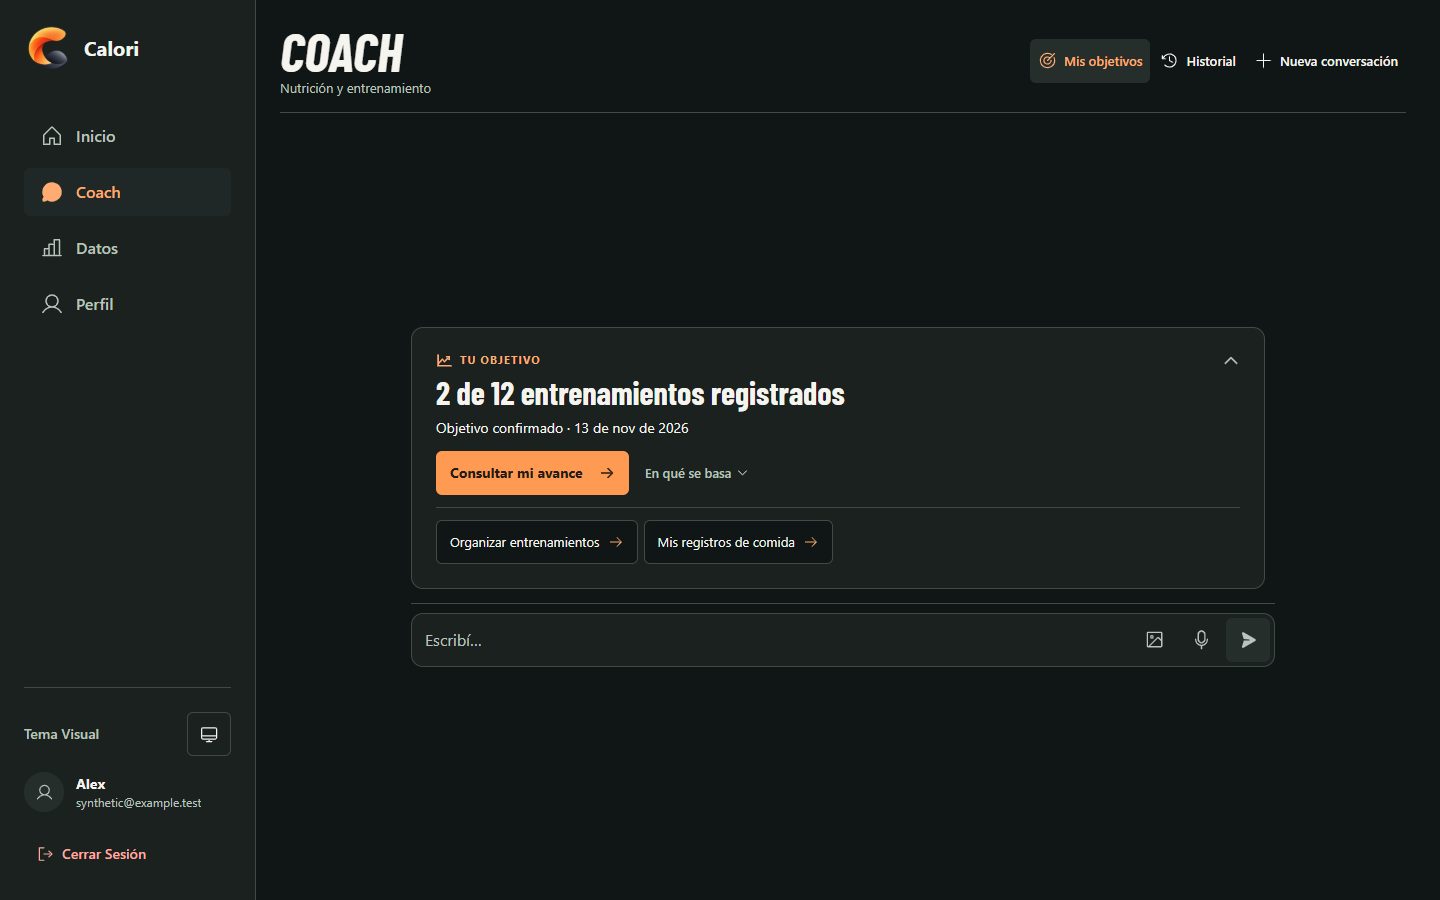 Calori
Inicio
Coach
Datos
Perfil
Tema Visual
Alex
synthetic@example.test
Cerrar Sesión
COACH
Nutrición y entrenamiento
Mis objetivos
Historial
Nueva conversación
TU OBJETIVO
2 de 12 entrenamientos registrados
Objetivo confirmado · 13 de nov de 2026
Consultar mi avance
En qué se basa
Organizar entrenamientos
Mis registros de comida
Escribí...